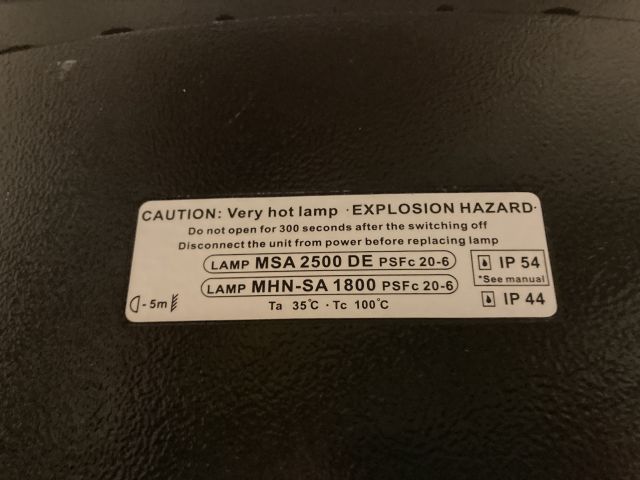 CAUTION: Very hot lamp · EXPLOSION HAZARD·
Do not open for 300 seconds after the switching off
Disconnect the unit from power before replacing lamp
LAMP MSA 2500 DE PSFc 20-6
IP 54
*See manual
LAMP MHN-SA 1800 PSFc 20-6
IP 44
- 5m
Ta 35°C · Tc 100°C